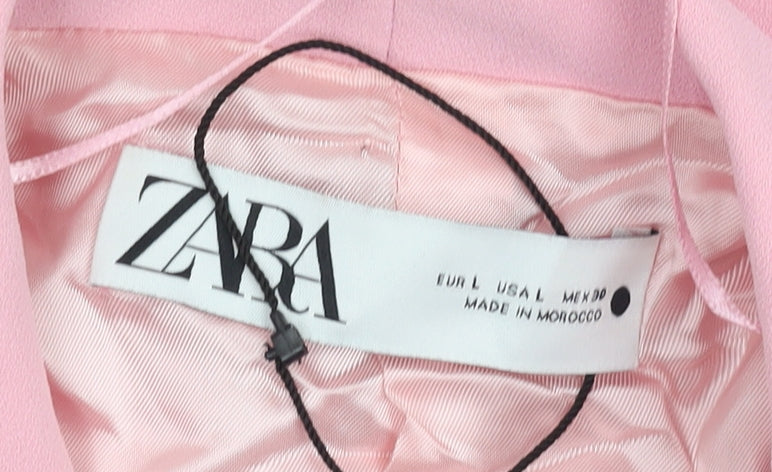 ZARA
EUR L USA L MEX 30
MADE IN MOROCCO